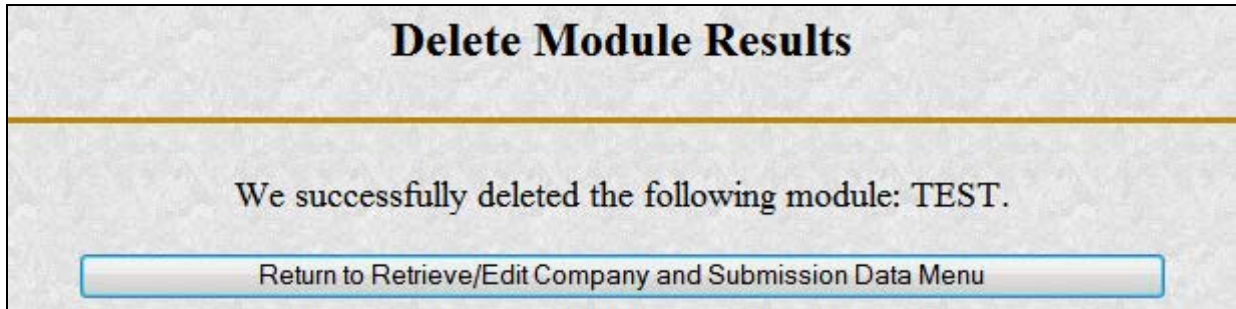 Delete Module Results
We successfully deleted the following module: TEST.
Return to Retrieve/Edit Company and Submission Data Menu